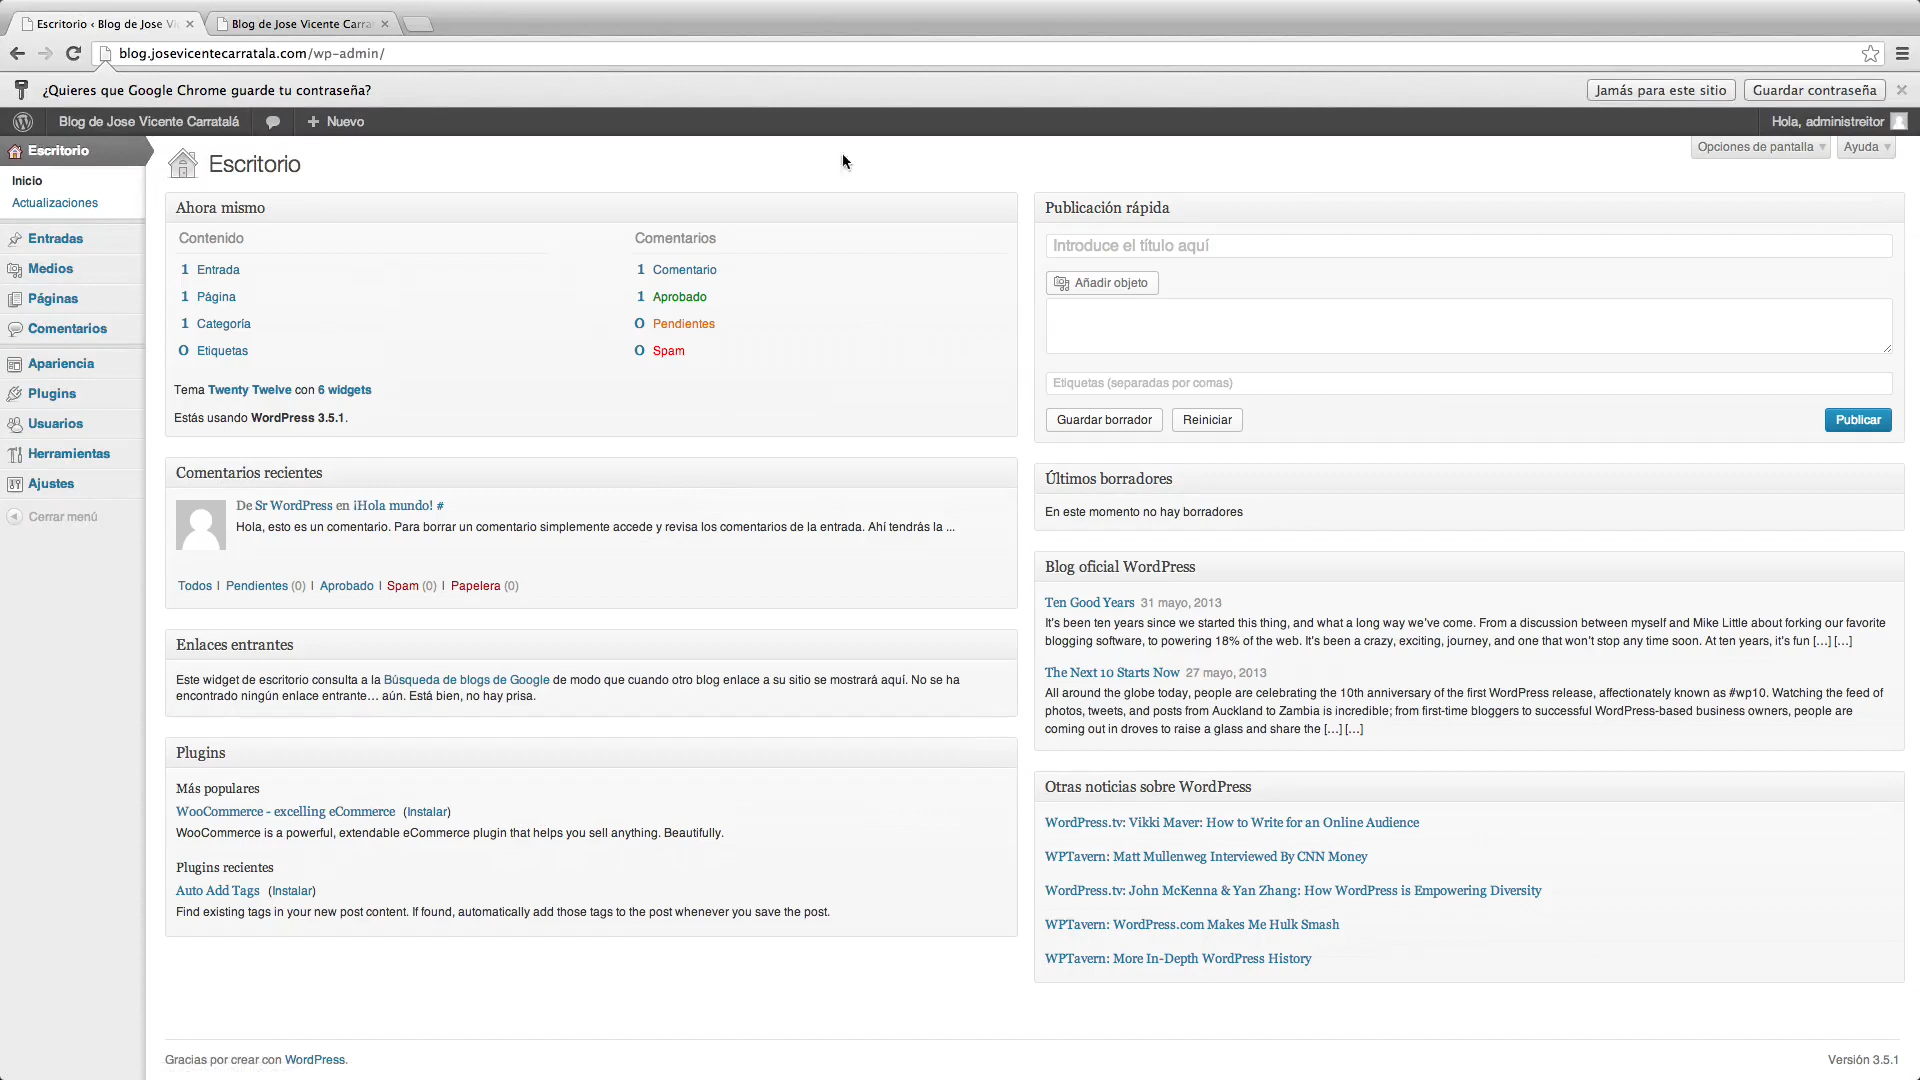 Escritorio ‹ Blog de Jose Vi
Blog de Jose Vicente Carra
blog.josevicentecarratala.com/wp-admin/
¿Quieres que Google Chrome guarde tu contraseña?
Jamás para este sitio
Guardar contraseña
Blog de Jose Vicente Carratalá
+ Nuevo
Hola, administreitor
Escritorio
Inicio
Actualizaciones
Entradas
Medios
Páginas
Comentarios
Apariencia
Plugins
Usuarios
Herramientas
Ajustes
Cerrar menú
Opciones de pantalla
Ayuda
Escritorio
Ahora mismo
Contenido
1 Entrada
1 Página
1 Categoría
0 Etiquetas
Comentarios
1 Comentario
1 Aprobado
0 Pendientes
0 Spam
Tema Twenty Twelve con 6 widgets
Estás usando WordPress 3.5.1.
Comentarios recientes
De Sr WordPress en ¡Hola mundo! #
Hola, esto es un comentario. Para borrar un comentario simplemente accede y revisa los comentarios de la entrada. Ahí tendrás la ...
Todos | Pendientes (0) | Aprobado | Spam (0) | Papelera (0)
Enlaces entrantes
Este widget de escritorio consulta a la Búsqueda de blogs de Google de modo que cuando otro blog enlace a su sitio se mostrará aquí. No se ha
encontrado ningún enlace entrante… aún. Está bien, no hay prisa.
Plugins
Más populares
WooCommerce - excelling eCommerce (Instalar)
WooCommerce is a powerful, extendable eCommerce plugin that helps you sell anything. Beautifully.
Plugins recientes
Auto Add Tags (Instalar)
Find existing tags in your new post content. If found, automatically add those tags to the post whenever you save the post.
Publicación rápida
Introduce el título aquí
Añadir objeto
Etiquetas (separadas por comas)
Guardar borrador
Reiniciar
Publicar
Últimos borradores
En este momento no hay borradores
Blog oficial WordPress
Ten Good Years 31 mayo, 2013
It's been ten years since we started this thing, and what a long way we've come. From a discussion between myself and Mike Little about forking our favorite
blogging software, to powering 18% of the web. It's been a crazy, exciting, journey, and one that won't stop any time soon. At ten years, it's fun […] […]
The Next 10 Starts Now 27 mayo, 2013
All around the globe today, people are celebrating the 10th anniversary of the first WordPress release, affectionately known as #wp10. Watching the feed of
photos, tweets, and posts from Auckland to Zambia is incredible; from first-time bloggers to successful WordPress-based business owners, people are
coming out in droves to raise a glass and share the […] […]
Otras noticias sobre WordPress
WordPress.tv: Vikki Maver: How to Write for an Online Audience
WPTavern: Matt Mullenweg Interviewed By CNN Money
WordPress.tv: John McKenna & Yan Zhang: How WordPress is Empowering Diversity
WPTavern: WordPress.com Makes Me Hulk Smash
WPTavern: More In-Depth WordPress History
Gracias por crear con WordPress.
Versión 3.5.1